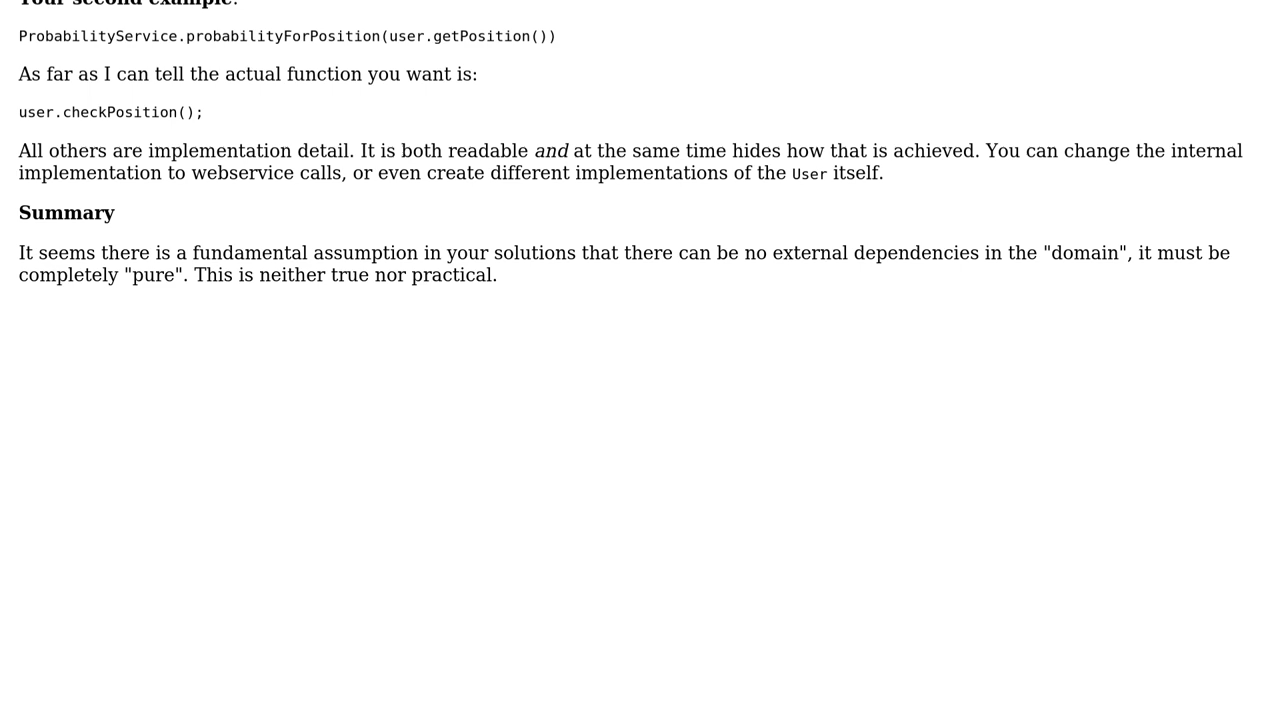 Your second example:
ProbabilityService.probabilityForPosition(user.getPosition())
As far as I can tell the actual function you want is:
user.checkPosition();
All others are implementation detail. It is both readable and at the same time hides how that is achieved. You can change the internal
implementation to webservice calls, or even create different implementations of the User itself.
Summary
It seems there is a fundamental assumption in your solutions that there can be no external dependencies in the "domain", it must be
completely "pure". This is neither true nor practical.